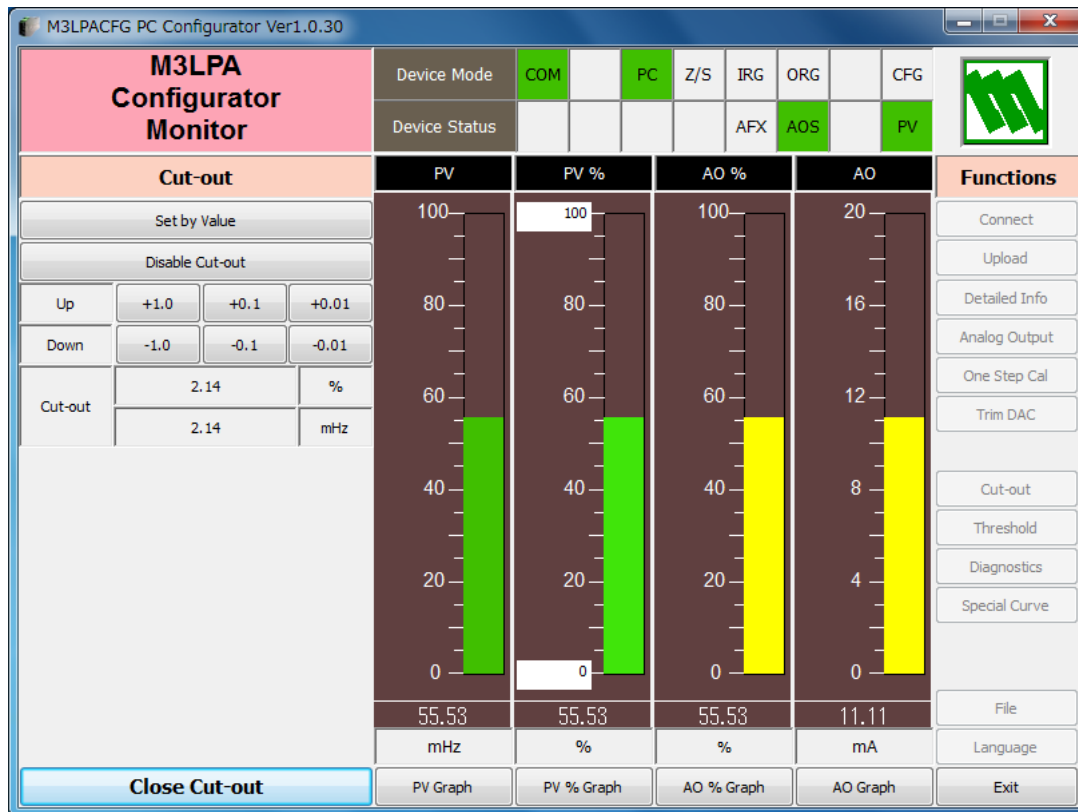 M3LPACFG PC Configurator Ver1.0.30
M3LPA
Configurator
Monitor
Device Mode COM PC Z/S IRG ORG CFG
Device Status AFX AOS PV
Cut-out
Set by Value
Disable Cut-out
Up +1.0 +0.1 +0.01
Down -1.0 -0.1 -0.01
Cut-out 2.14 %
2.14 mHz
Close Cut-out
PV PV % AO % AO
100 100 100 20
80 80 80 16
60 60 60 12
40 40 40 8
20 20 20 4
0 0 0 0
55.53 55.53 55.53 11.11
mHz % % mA
PV Graph PV % Graph AO % Graph AO Graph
Functions
Connect
Upload
Detailed Info
Analog Output
One Step Cal
Trim DAC
Cut-out
Threshold
Diagnostics
Special Curve
File
Language
Exit